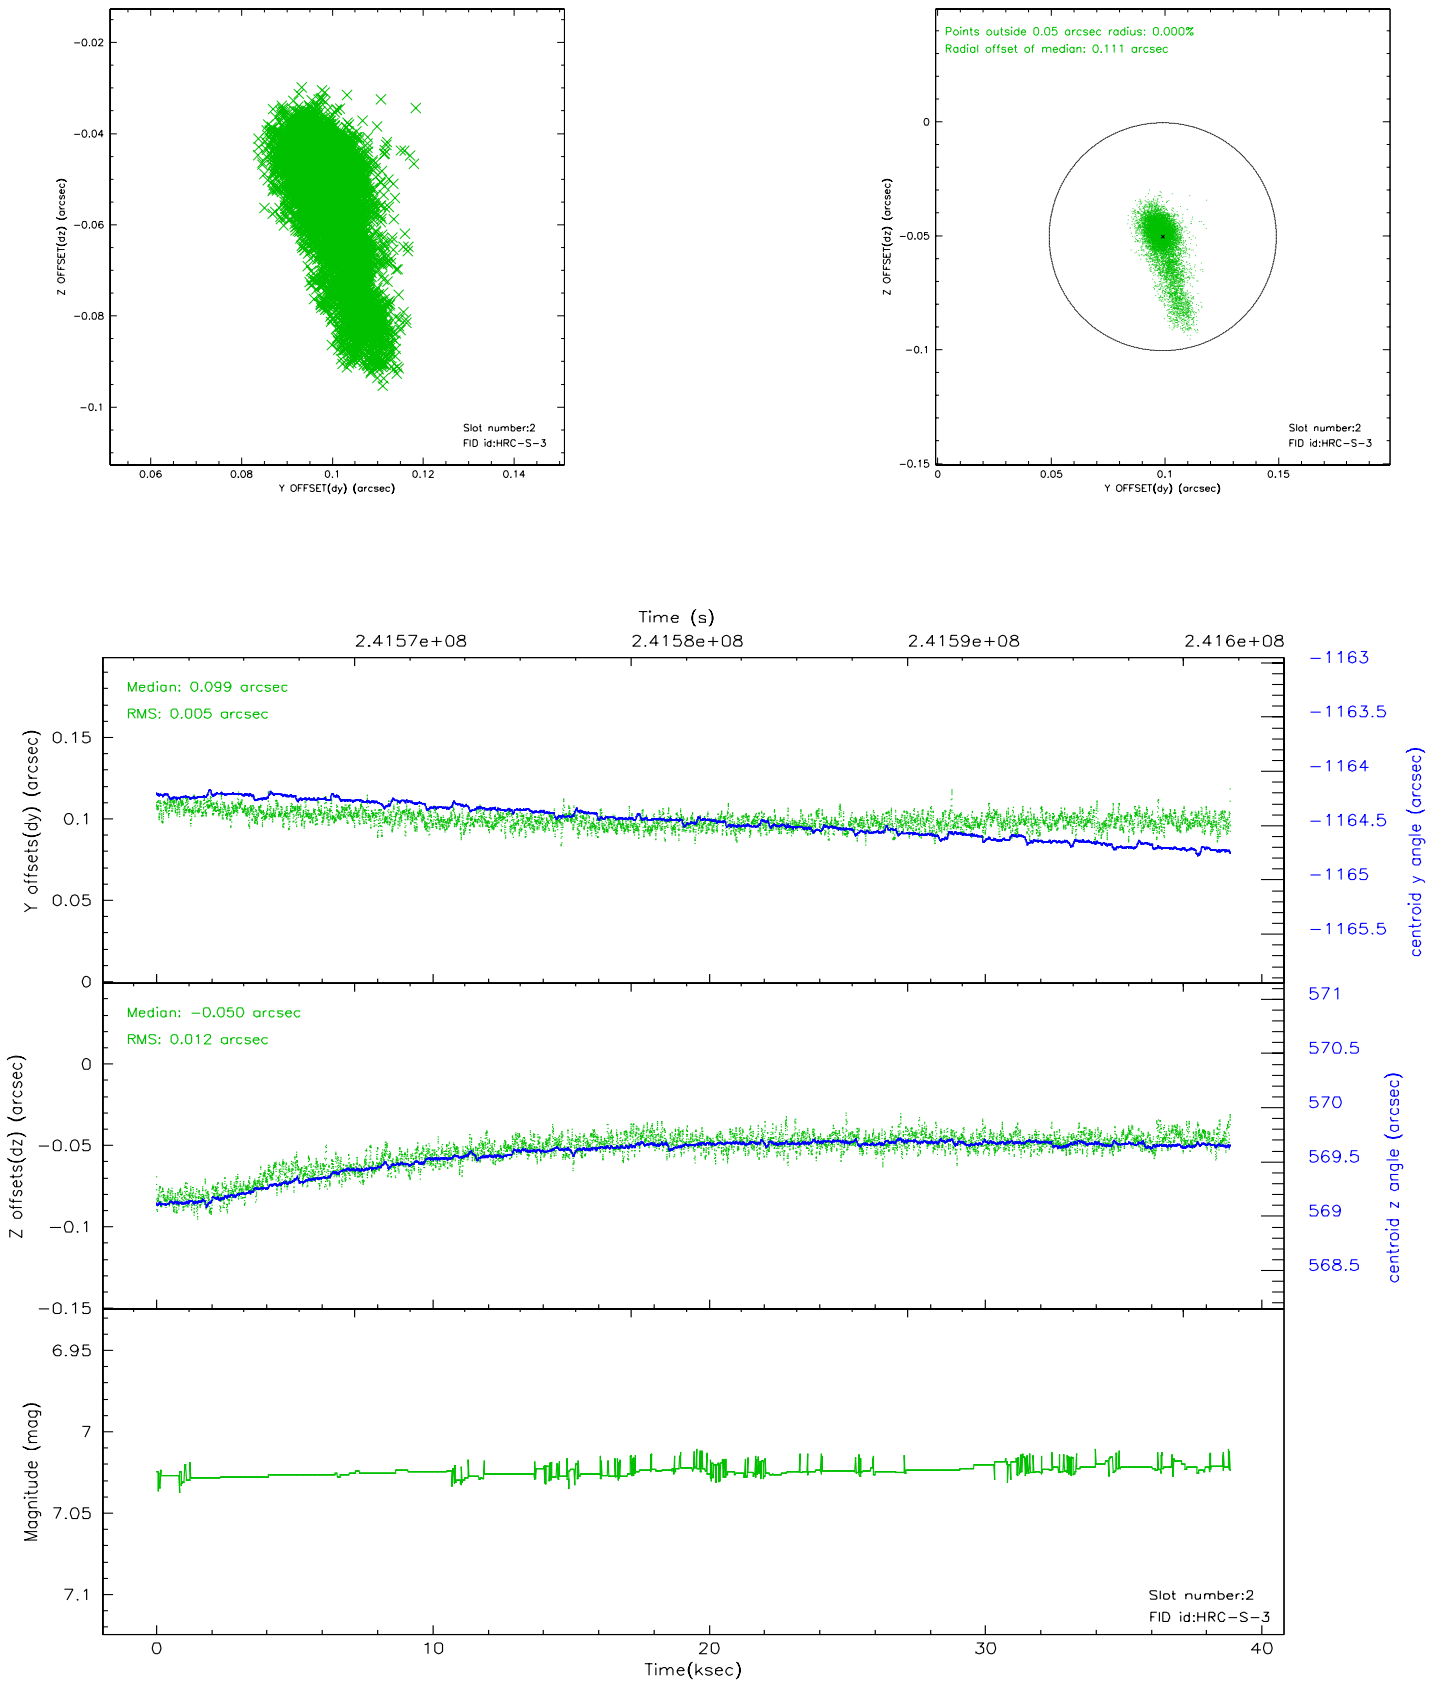 −0.02
−0.04
−0.06
−0.08
−0.1
Z OFFSET(dz) (arcsec)
Slot number:2
FID id:HRC−S−3
0.06 0.08 0.1 0.12 0.14
Y OFFSET(dy) (arcsec)
Points outside 0.05 arcsec radius: 0.000%
Radial offset of median: 0.111 arcsec
0
−0.05
−0.1
−0.15
Z OFFSET(dz) (arcsec)
Slot number:2
FID id:HRC−S−3
0 0.05 0.1 0.15
Y OFFSET(dy) (arcsec)
Time (s)
2.4157e+08 2.4158e+08 2.4159e+08 2.416e+08
Median: 0.099 arcsec
RMS: 0.005 arcsec
0.15
0.1
0.05
0
Y offsets(dy) (arcsec)
−1163
−1163.5
−1164
−1164.5
−1165
−1165.5
centroid y angle (arcsec)
Median: −0.050 arcsec
RMS: 0.012 arcsec
0
−0.05
−0.1
−0.15
Z offsets(dz) (arcsec)
571
570.5
570
569.5
569
568.5
centroid z angle (arcsec)
6.95
7
7.05
7.1
Magnitude (mag)
Slot number:2
FID id:HRC−S−3
0 10 20 30 40
Time(ksec)